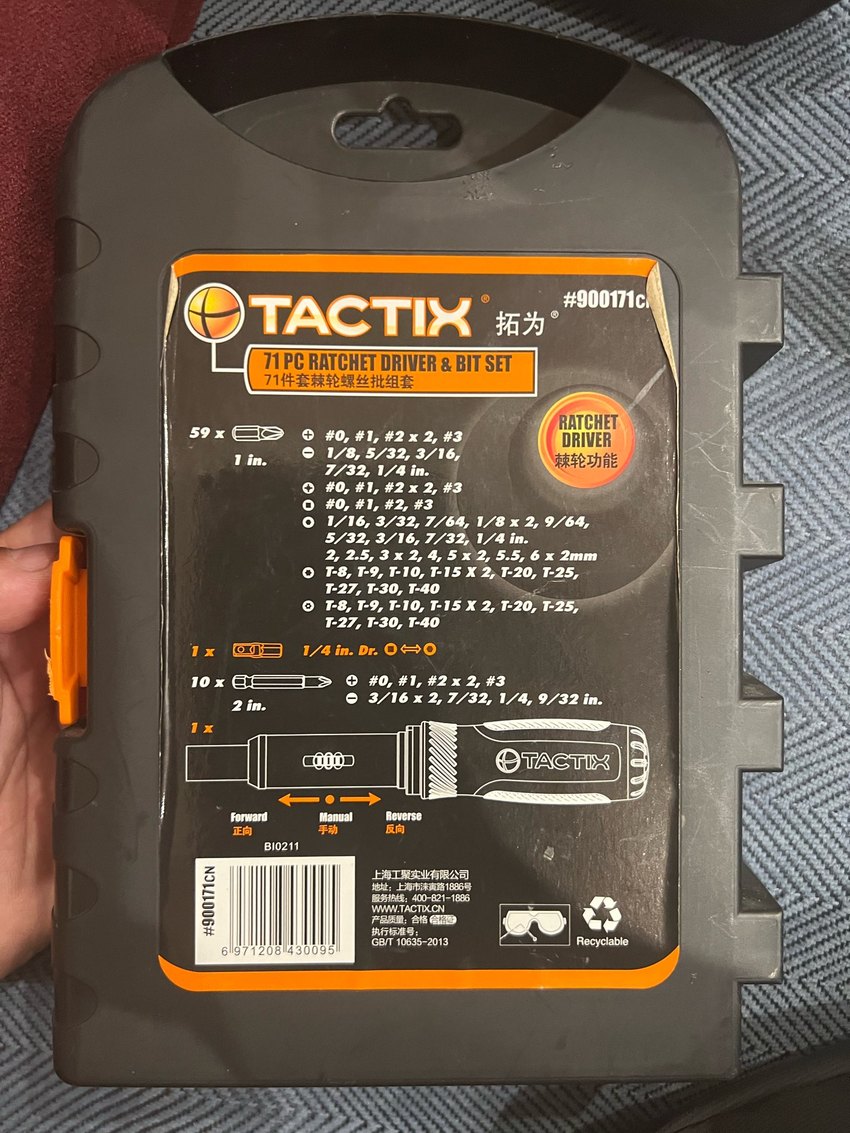 TACTIX® 拓为®
#900171CN
71 PC RATCHET DRIVER & BIT SET
71件套棘轮螺丝批组套
RATCHET
DRIVER
棘轮功能
59 x
1 in.
#0, #1, #2 x 2, #3
1/8, 5/32, 3/16,
7/32, 1/4 in.
#0, #1, #2 x 2, #3
#0, #1, #2, #3
1/16, 3/32, 7/64, 1/8 x 2, 9/64,
5/32, 3/16, 7/32, 1/4 in.
2, 2.5, 3 x 2, 4, 5 x 2, 5.5, 6 x 2mm
T-8, T-9, T-10, T-15 X 2, T-20, T-25,
T-27, T-30, T-40
T-8, T-9, T-10, T-15 X 2, T-20, T-25,
T-27, T-30, T-40
1 x 1/4 in. Dr.
10 x
2 in.
#0, #1, #2 x 2, #3
3/16 x 2, 7/32, 1/4, 9/32 in.
1 x
TACTIX
Forward Manual Reverse
正向 手动 反向
BI0211
#900171CN
6 971208 430095
上海工聚实业有限公司
地址：上海市涞寅路1886号
服务热线：400-821-1886
WWW.TACTIX.CN
产品质量：合格 合格证
执行标准号：
GB/T 10635-2013
Recyclable